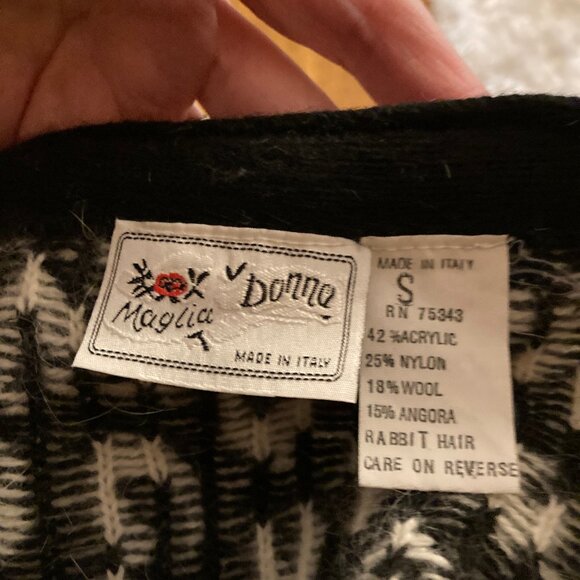 Donna
Maglia
MADE IN ITALY
MADE IN ITALY
S
RN 75343
42 %ACRYLIC
25% NYLON
18% WOOL
15% ANGORA
RABBIT HAIR
CARE ON REVERSE